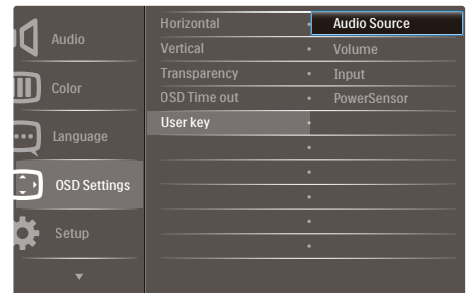 Audio
Color
Language
OSD Settings
Setup
Horizontal
Vertical
Transparency
OSD Time out
User key
Audio Source
Volume
Input
PowerSensor